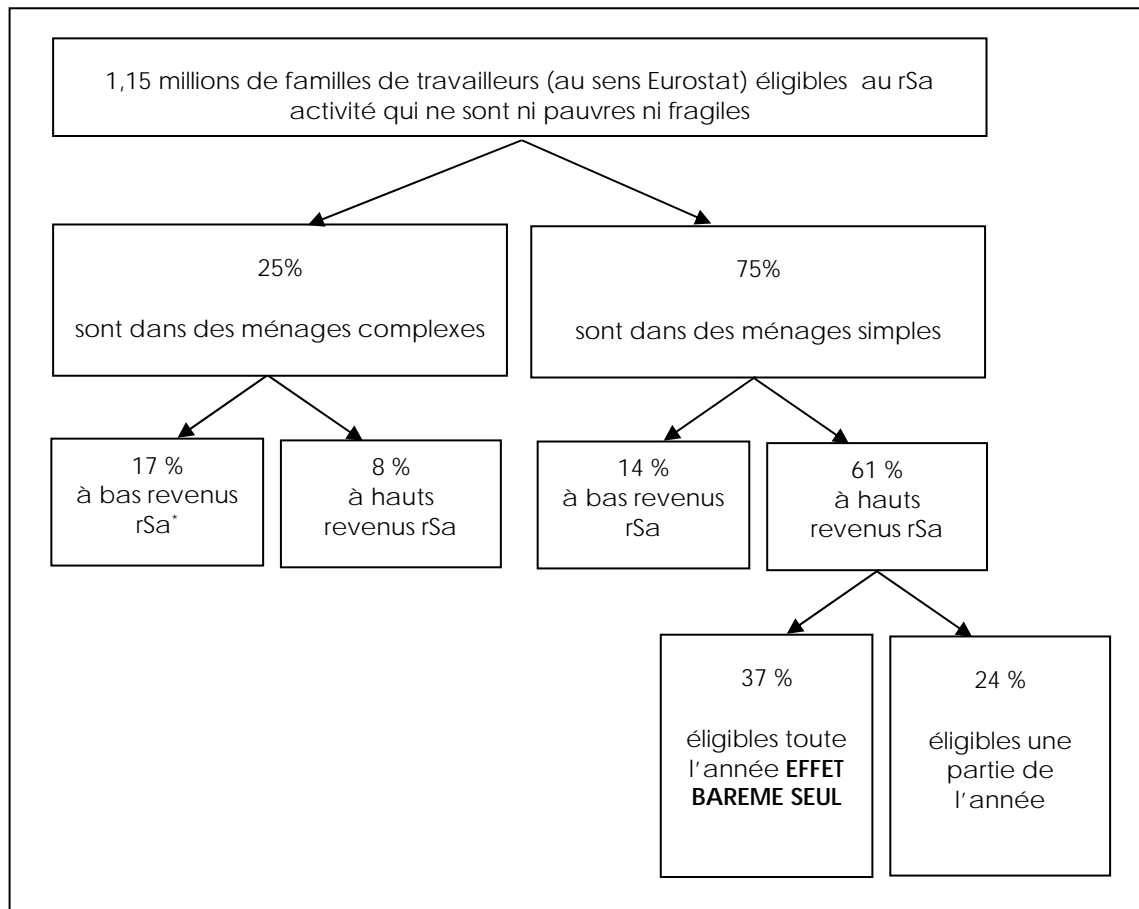 1,15 millions de familles de travailleurs (au sens Eurostat) éligibles au rSa
activité qui ne sont ni pauvres ni fragiles
25%
sont dans des ménages complexes
75%
sont dans des ménages simples
17 %
à bas revenus
rSa*
8 %
à hauts
revenus rSa
14 %
à bas revenus
rSa
61 %
à hauts
revenus rSa
37 %
éligibles toute
l'année EFFET
BAREME SEUL
24 %
éligibles une
partie de
l'année